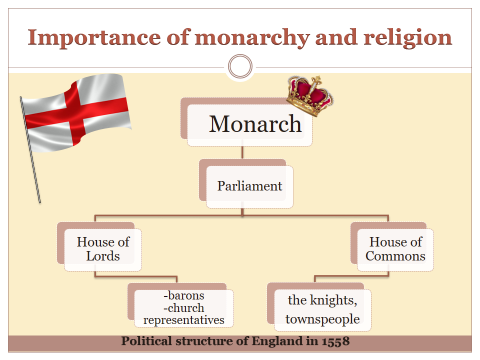 Importance of monarchy and religion
Monarch
Parliament
House of
Lords
House of
Commons
-barons
-church
representatives
the knights,
townspeople
Political structure of England in 1558